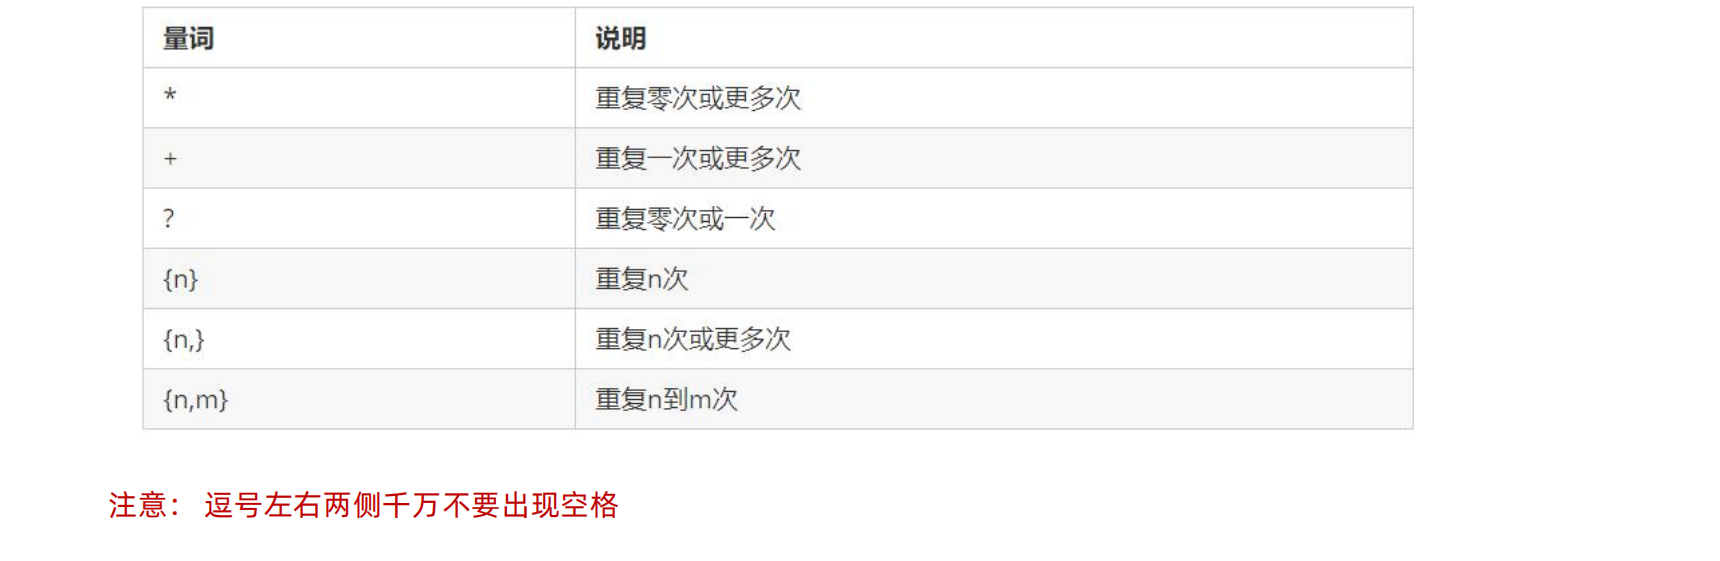 量词 说明
* 重复零次或更多次
+ 重复一次或更多次
? 重复零次或一次
{n} 重复n次
{n,} 重复n次或更多次
{n,m} 重复n到m次
注意： 逗号左右两侧千万不要出现空格